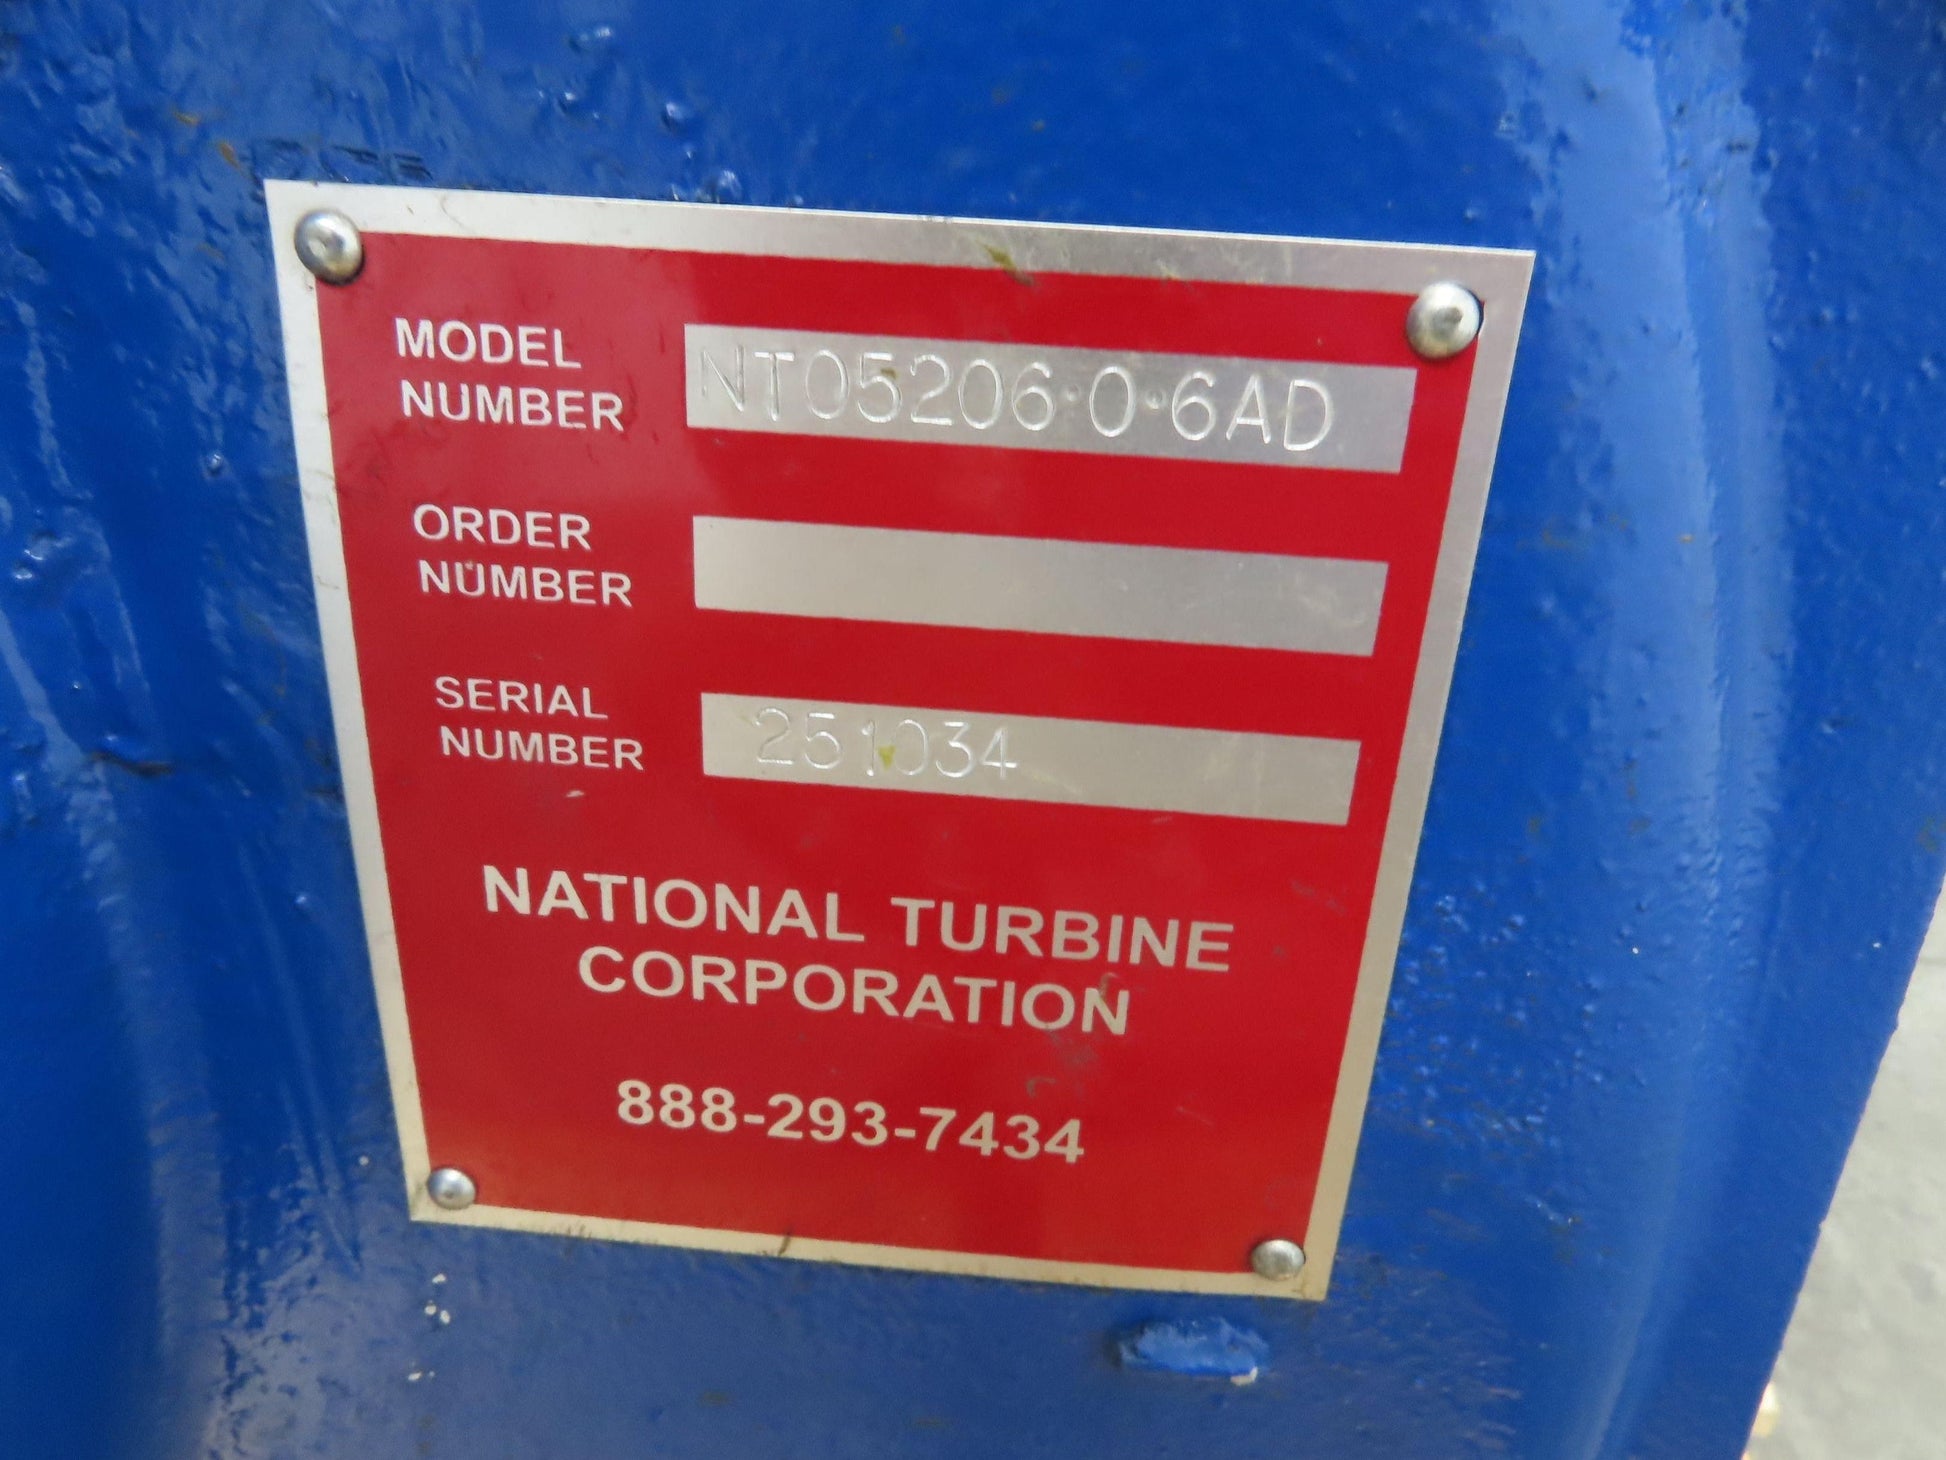 MODEL NUMBER NT05206·0·6AD
ORDER NUMBER
SERIAL NUMBER 251034
NATIONAL TURBINE
CORPORATION
888-293-7434